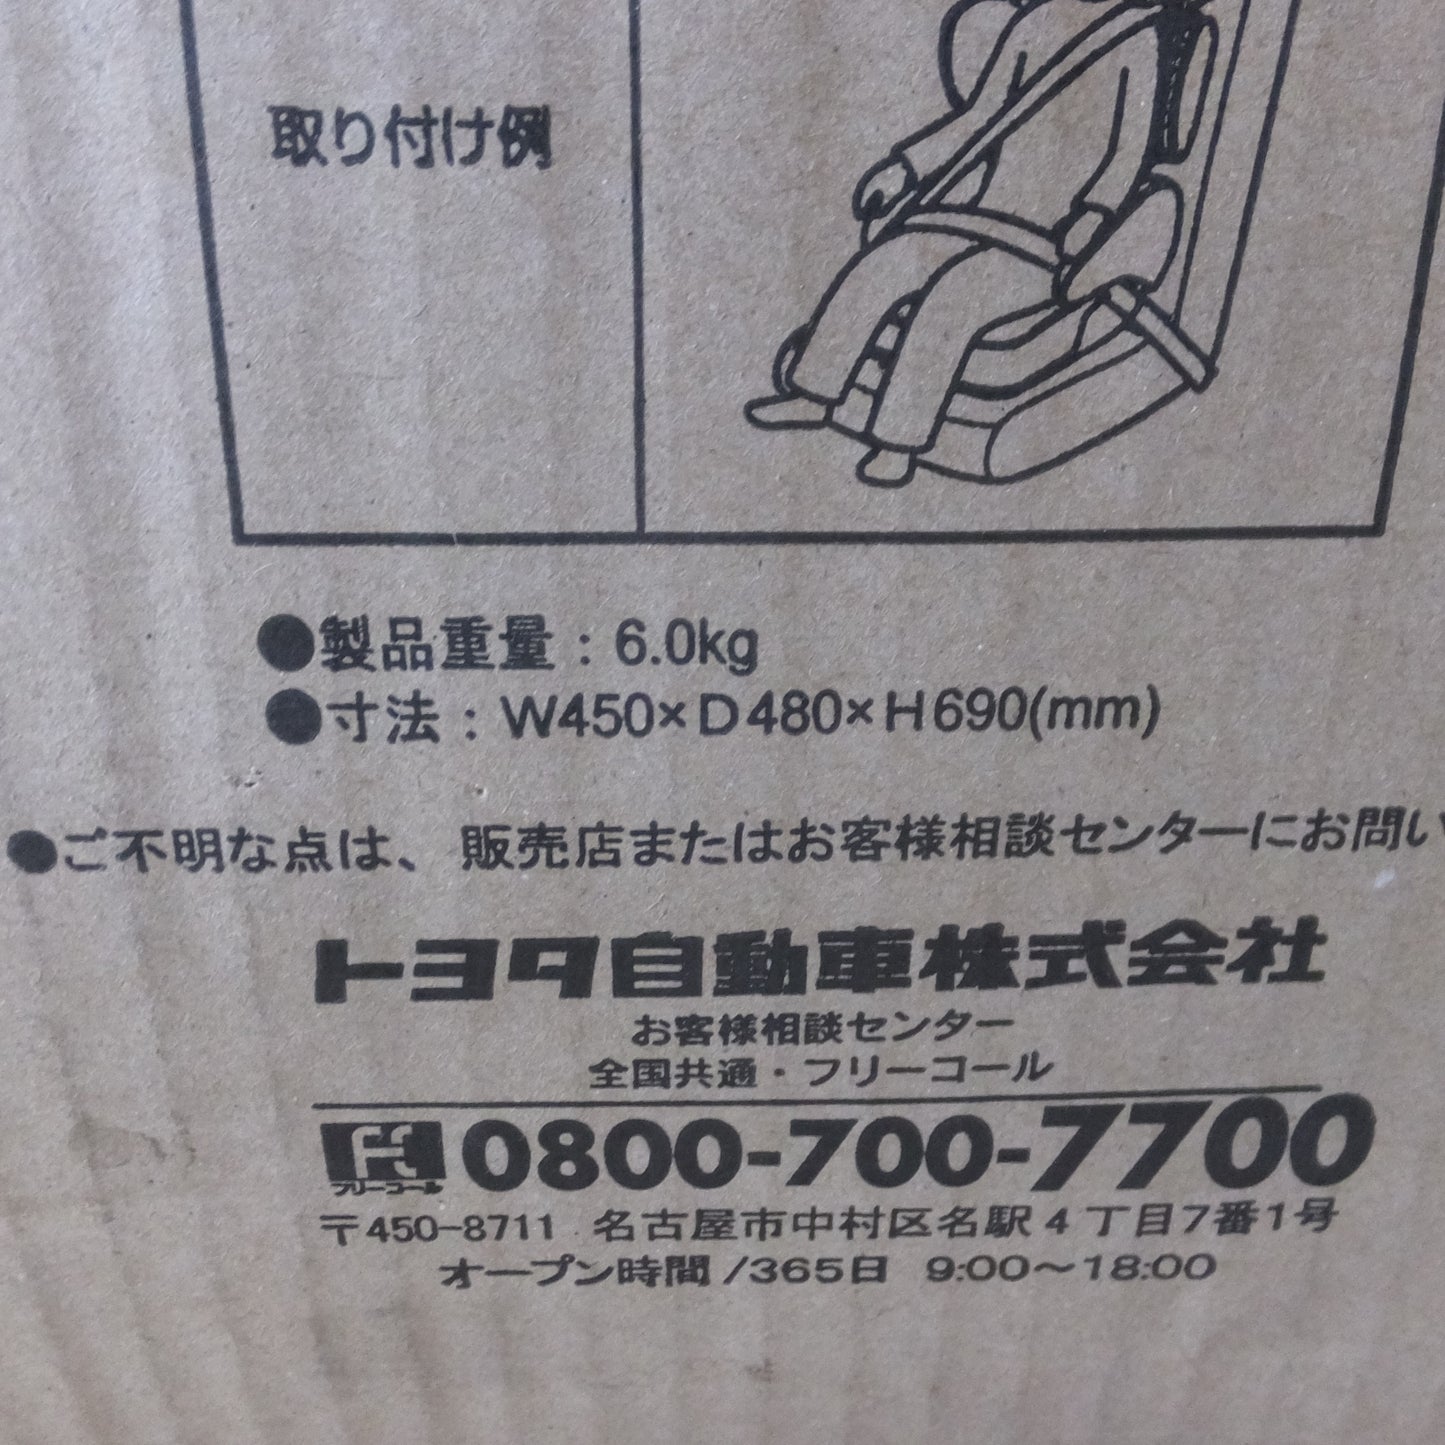 取り付け例
●製品重量：6.0kg
●寸法：W450×D480×H690(mm)
●ご不明な点は、販売店またはお客様相談センターにお問い
トヨタ自動車株式会社
お客様相談センター
全国共通・フリーコール
フリーコール 0800-700-7700
〒450-8711 名古屋市中村区名駅4丁目7番1号
オープン時間/365日 9:00〜18:00